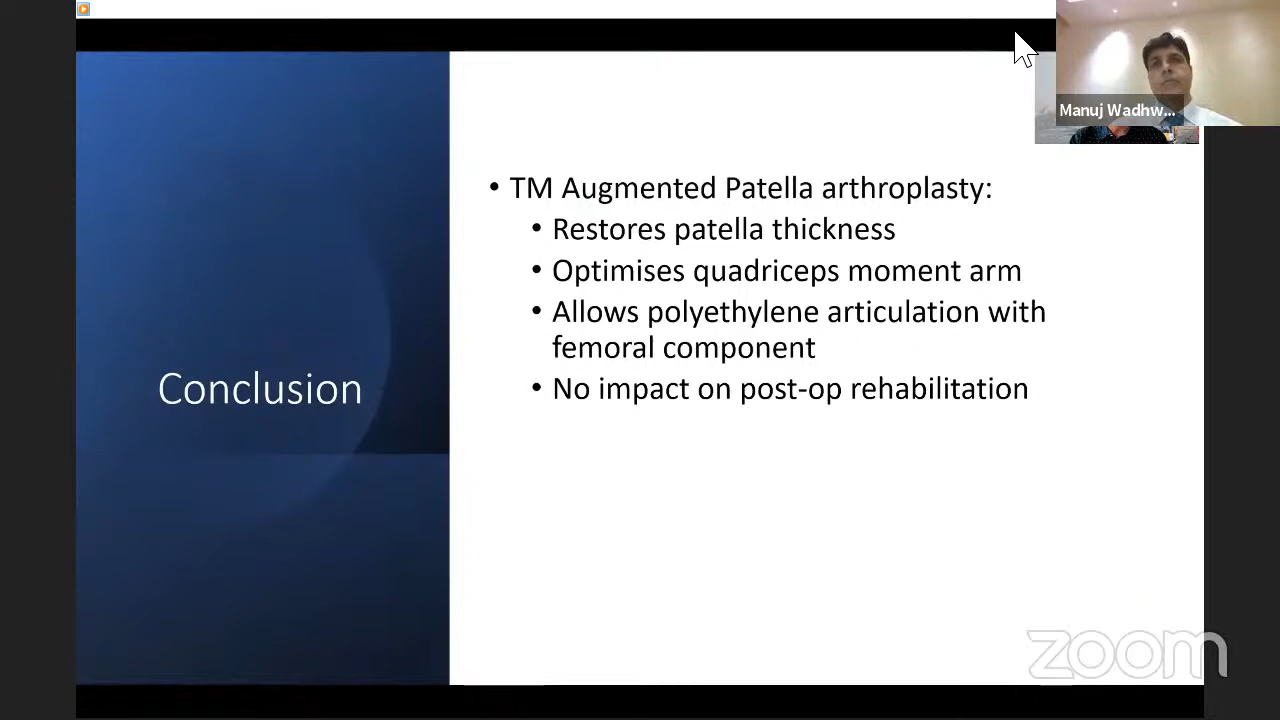 Manuj Wadhw...
• TM Augmented Patella arthroplasty:
• Restores patella thickness
• Optimises quadriceps moment arm
• Allows polyethylene articulation with
femoral component
• No impact on post-op rehabilitation
Conclusion
zoom